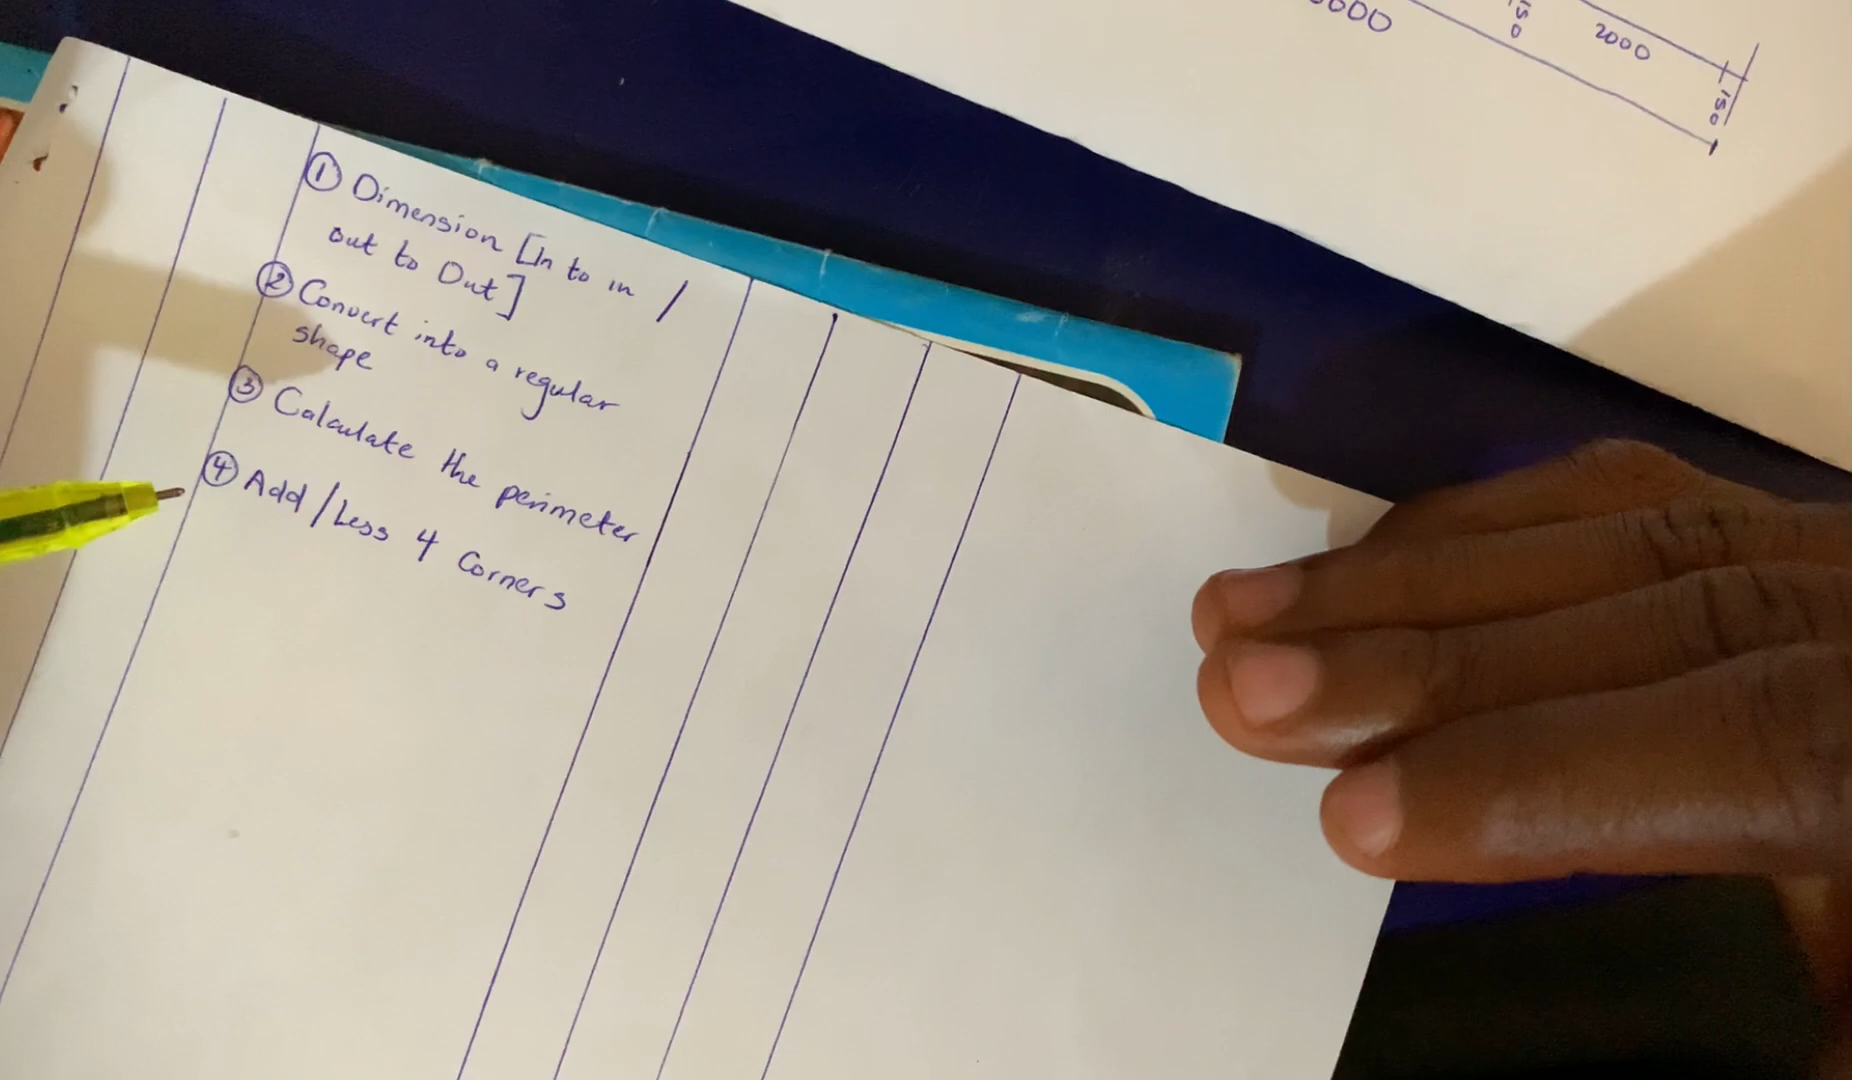 ① Dimension [In to in /
out to Out]
② Convert into a regular
shape
③ Calculate the perimeter
④ Add / Less 4 Corners
150
2000
150